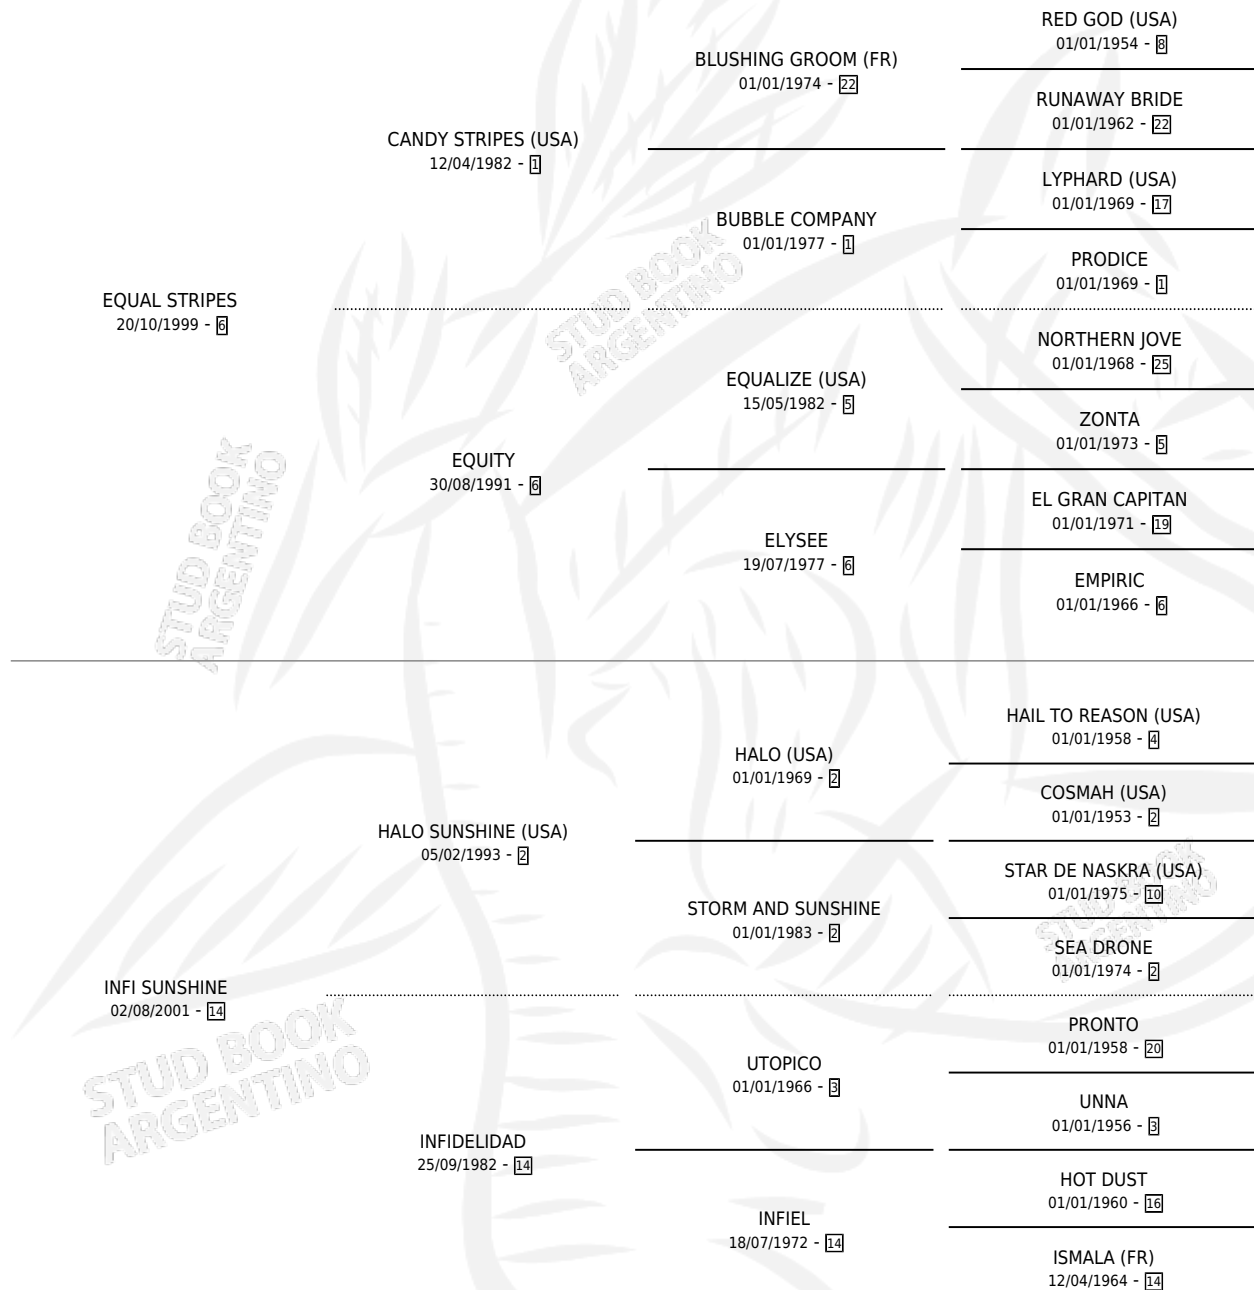 EQUAL STRIPES
20/10/1999 - 6
CANDY STRIPES (USA)
12/04/1982 - 1
BLUSHING GROOM (FR)
01/01/1974 - 22
RED GOD (USA)
01/01/1954 - 8
RUNAWAY BRIDE
01/01/1962 - 22
BUBBLE COMPANY
01/01/1977 - 1
LYPHARD (USA)
01/01/1969 - 17
PRODICE
01/01/1969 - 1
EQUITY
30/08/1991 - 6
EQUALIZE (USA)
15/05/1982 - 5
NORTHERN JOVE
01/01/1968 - 25
ZONTA
01/01/1973 - 5
ELYSEE
19/07/1977 - 6
EL GRAN CAPITAN
01/01/1971 - 19
EMPIRIC
01/01/1966 - 6
INFI SUNSHINE
02/08/2001 - 14
HALO SUNSHINE (USA)
05/02/1993 - 2
HALO (USA)
01/01/1969 - 2
HAIL TO REASON (USA)
01/01/1958 - 4
COSMAH (USA)
01/01/1953 - 2
STORM AND SUNSHINE
01/01/1983 - 2
STAR DE NASKRA (USA)
01/01/1975 - 10
SEA DRONE
01/01/1974 - 2
INFIDELIDAD
25/09/1982 - 14
UTOPICO
01/01/1966 - 3
PRONTO
01/01/1958 - 20
UNNA
01/01/1956 - 3
INFIEL
18/07/1972 - 14
HOT DUST
01/01/1960 - 16
ISMALA (FR)
12/04/1964 - 14
STUD BOOK
ARGENTINO
STUD BOOK
ARGENTINO
STUD BOOK
ARGENTINO
STUD BOOK
ARGENTINO